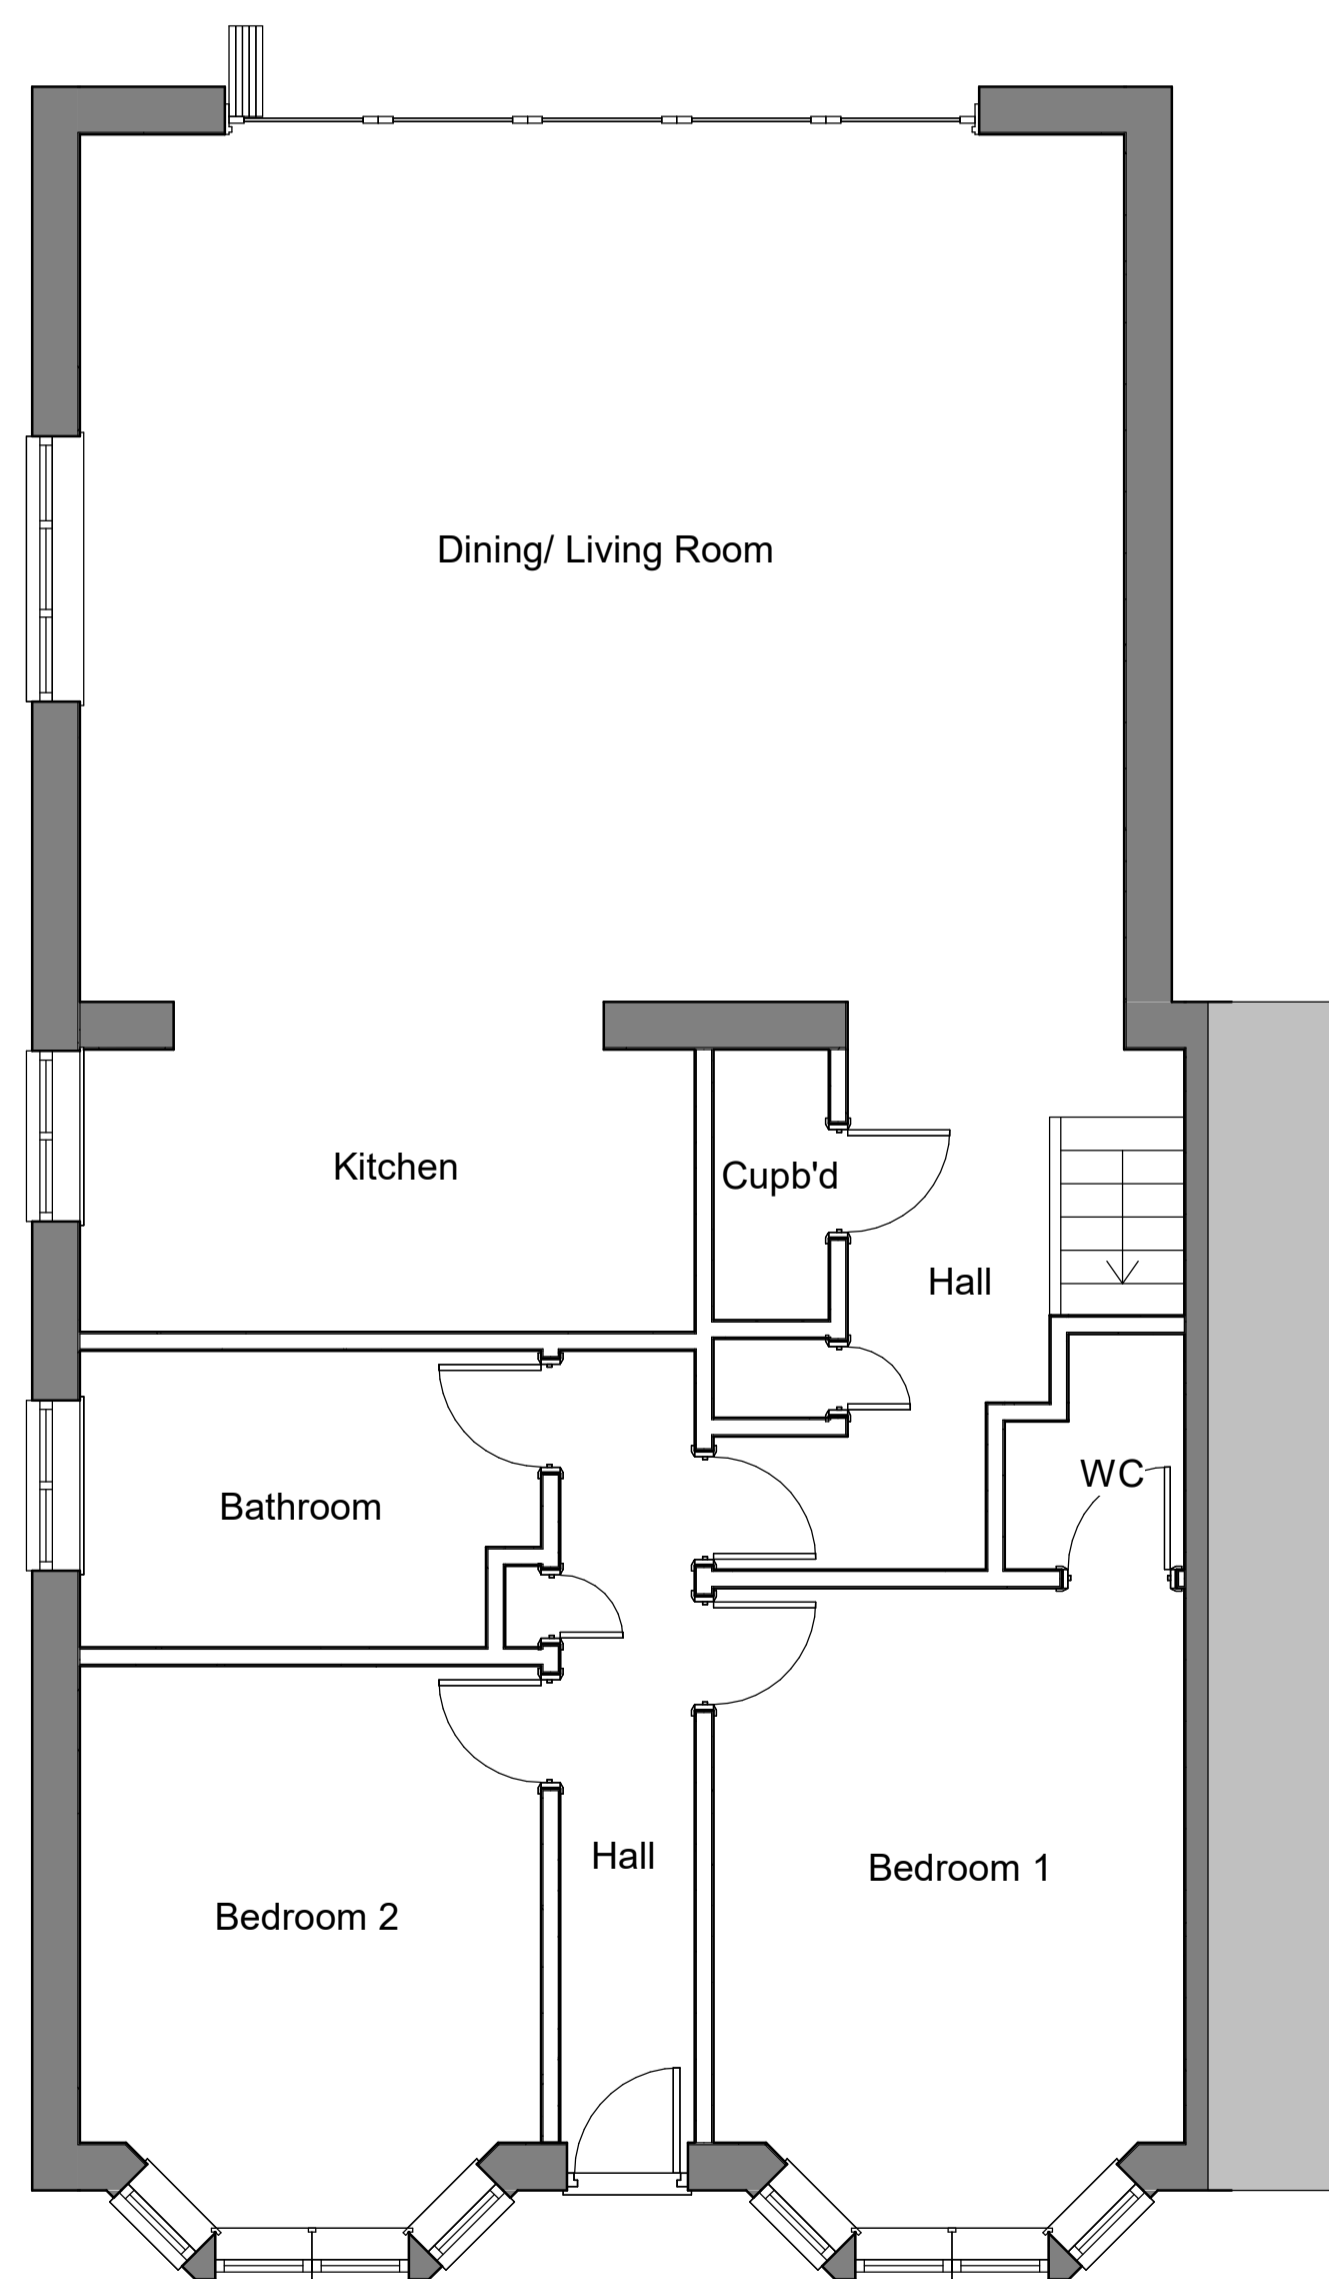 Dining/ Living Room
Kitchen
Cupb'd
Hall
WC
Bathroom
Hall
Bedroom 1
Bedroom 2